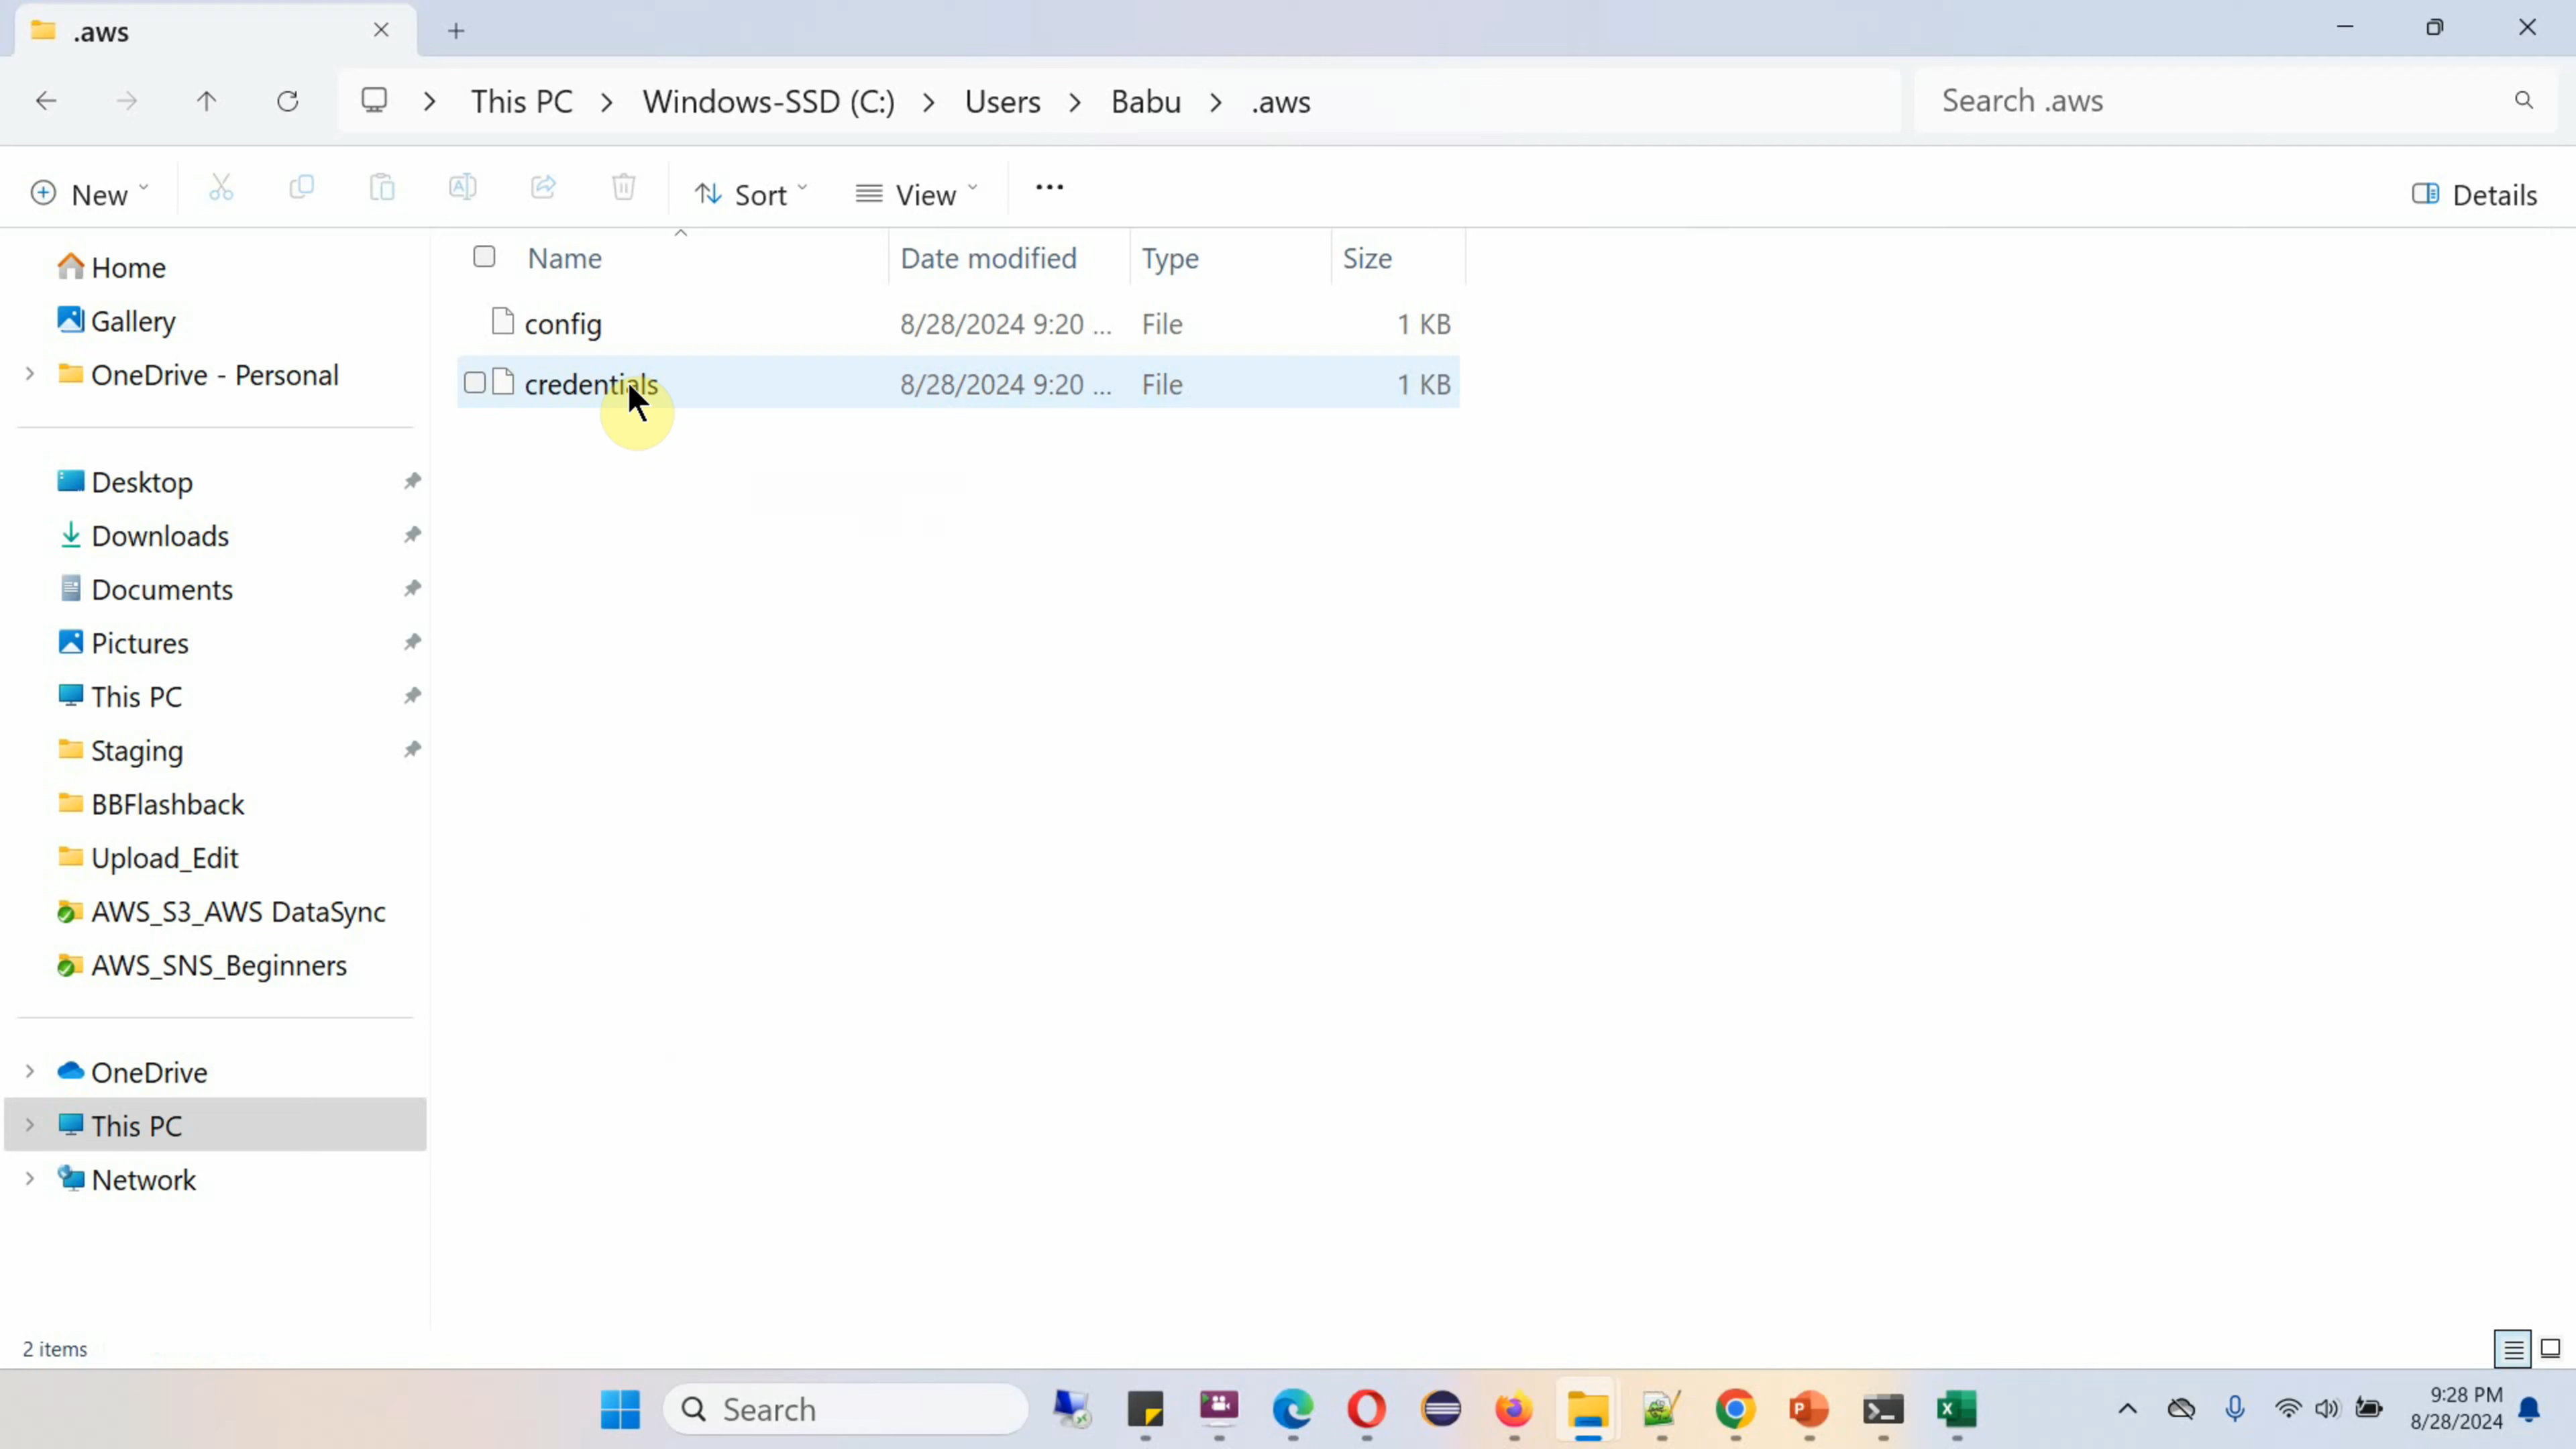 .aws
This PC > Windows-SSD (C:) > Users > Babu > .aws
Search .aws
New
Sort
View
...
Details
Name Date modified Type Size
config 8/28/2024 9:20 ... File 1 KB
credentials 8/28/2024 9:20 ... File 1 KB
Home
Gallery
OneDrive - Personal
Desktop
Downloads
Documents
Pictures
This PC
Staging
BBFlashback
Upload_Edit
AWS_S3_AWS DataSync
AWS_SNS_Beginners
OneDrive
This PC
Network
2 items
Search
9:28 PM
8/28/2024